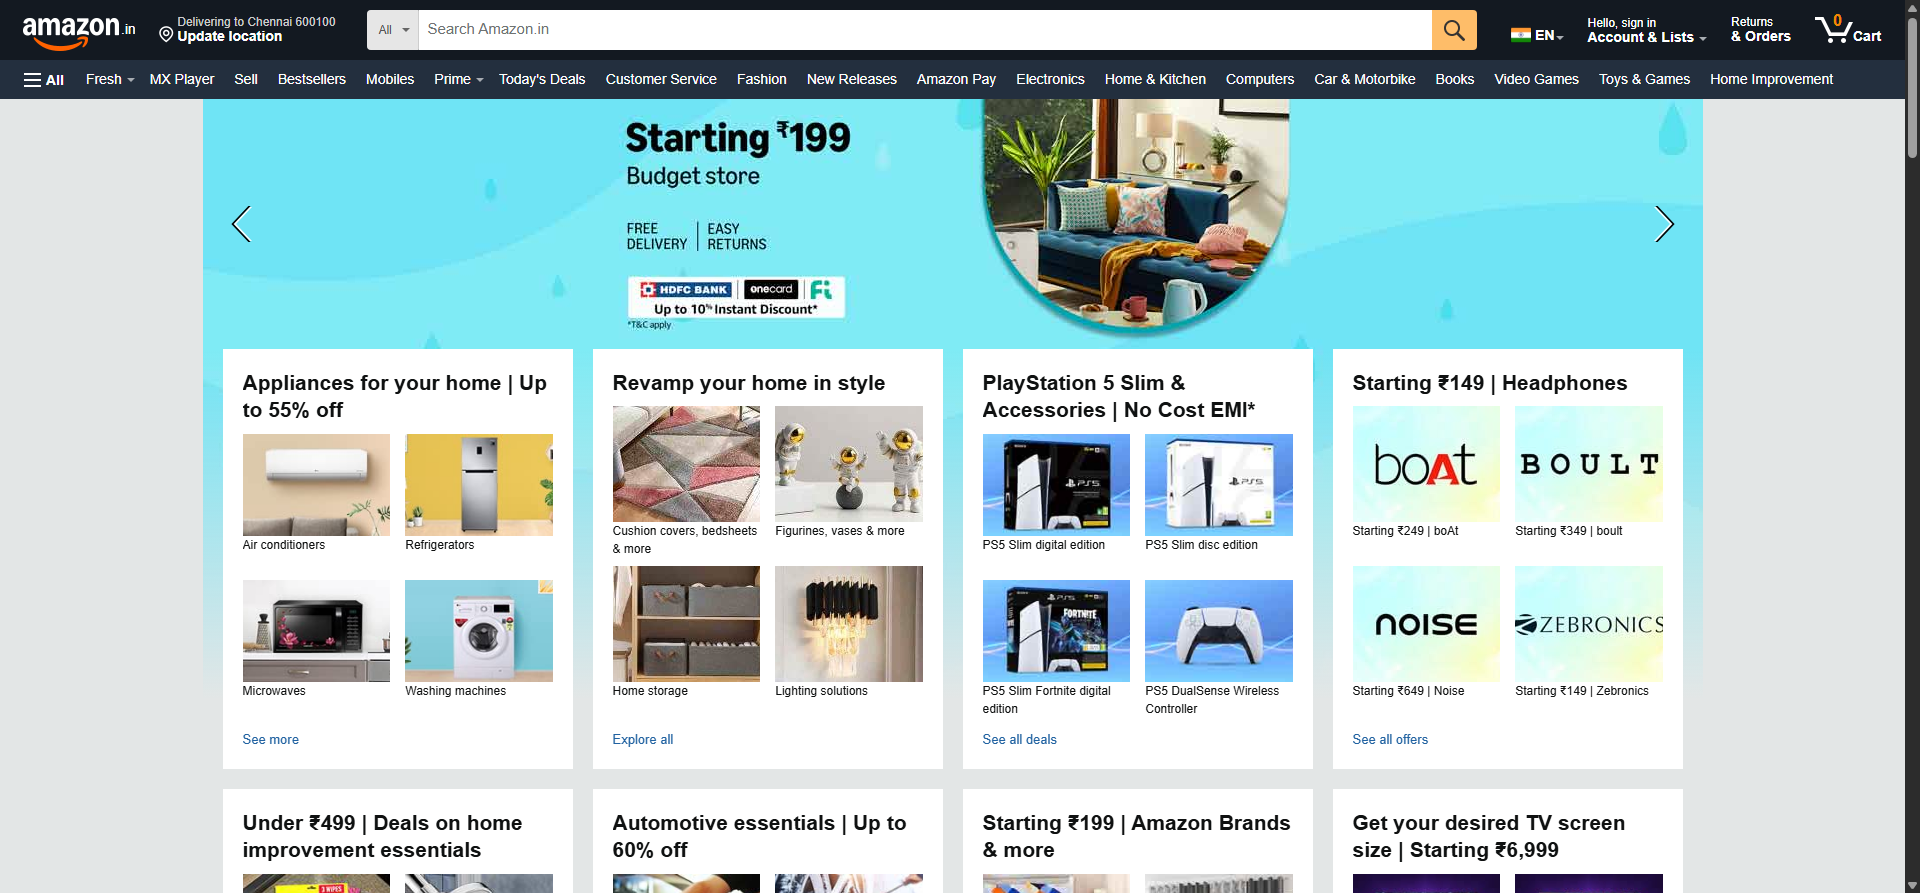 amazon.in
Delivering to Chennai 600100
Update location
All
Search Amazon.in
EN
Hello, sign in
Account & Lists
Returns
& Orders
0
Cart
All
Fresh
MX Player
Sell
Bestsellers
Mobiles
Prime
Today's Deals
Customer Service
Fashion
New Releases
Amazon Pay
Electronics
Home & Kitchen
Computers
Car & Motorbike
Books
Video Games
Toys & Games
Home Improvement
Starting ₹199
Budget store
FREE DELIVERY
EASY RETURNS
HDFC BANK
onecard
Fi
Up to 10% Instant Discount*
*T&C apply
Appliances for your home | Up
to 55% off
Air conditioners
Refrigerators
Microwaves
Washing machines
See more
Revamp your home in style
Cushion covers, bedsheets
& more
Figurines, vases & more
Home storage
Lighting solutions
Explore all
PlayStation 5 Slim &
Accessories | No Cost EMI*
PS5
PS5
PS5 Slim digital edition
PS5 Slim disc edition
PS5
FORTNITE
PS5 Slim Fortnite digital
edition
PS5 DualSense Wireless
Controller
See all deals
Starting ₹149 | Headphones
boAt
BOULT
Starting ₹249 | boAt
Starting ₹349 | boult
NOISE
ZEBRONICS
Starting ₹649 | Noise
Starting ₹149 | Zebronics
See all offers
Under ₹499 | Deals on home
improvement essentials
3 WIPES
Automotive essentials | Up to
60% off
Starting ₹199 | Amazon Brands
& more
Get your desired TV screen
size | Starting ₹6,999